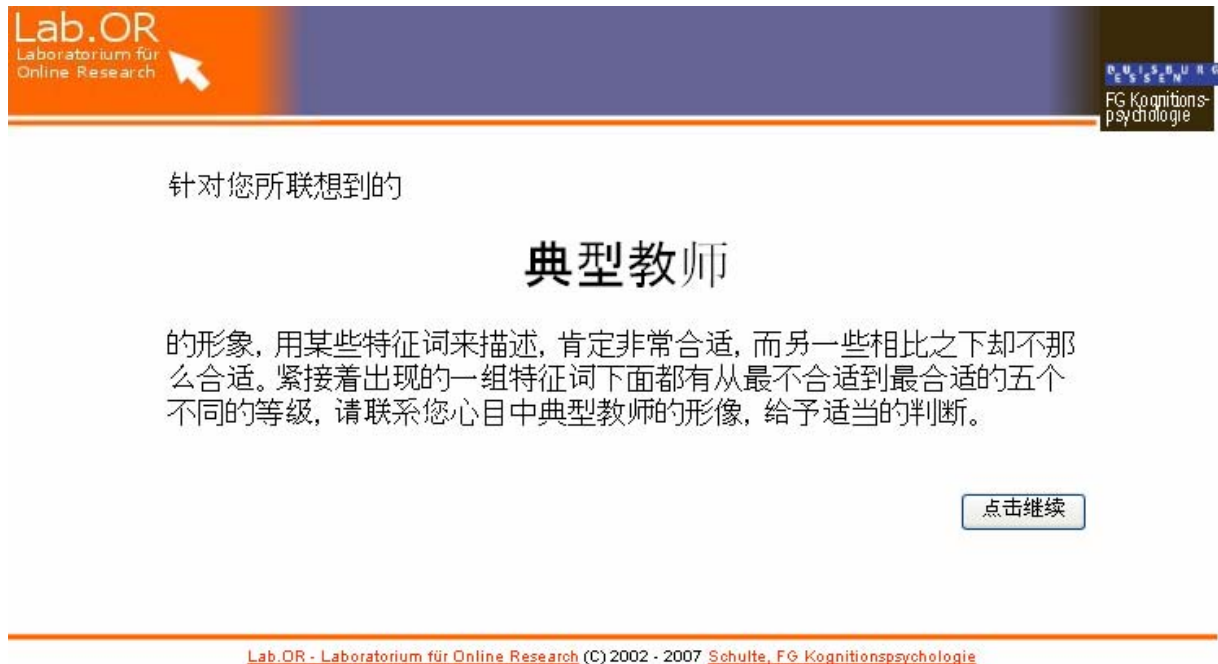 Lab.OR
Laboratorium für
Online Research
DUISBURG
ESSEN
FG Kognitions-
psychologie
针对您所联想到的
典型教师
的形象, 用某些特征词来描述, 肯定非常合适, 而另一些相比之下却不那
么合适。紧接着出现的一组特征词下面都有从最不合适到最合适的五个
不同的等级, 请联系您心目中典型教师的形像, 给予适当的判断。
点击继续
Lab.OR - Laboratorium für Online Research (C) 2002 - 2007 Schulte, FG Kognitionspsychologie